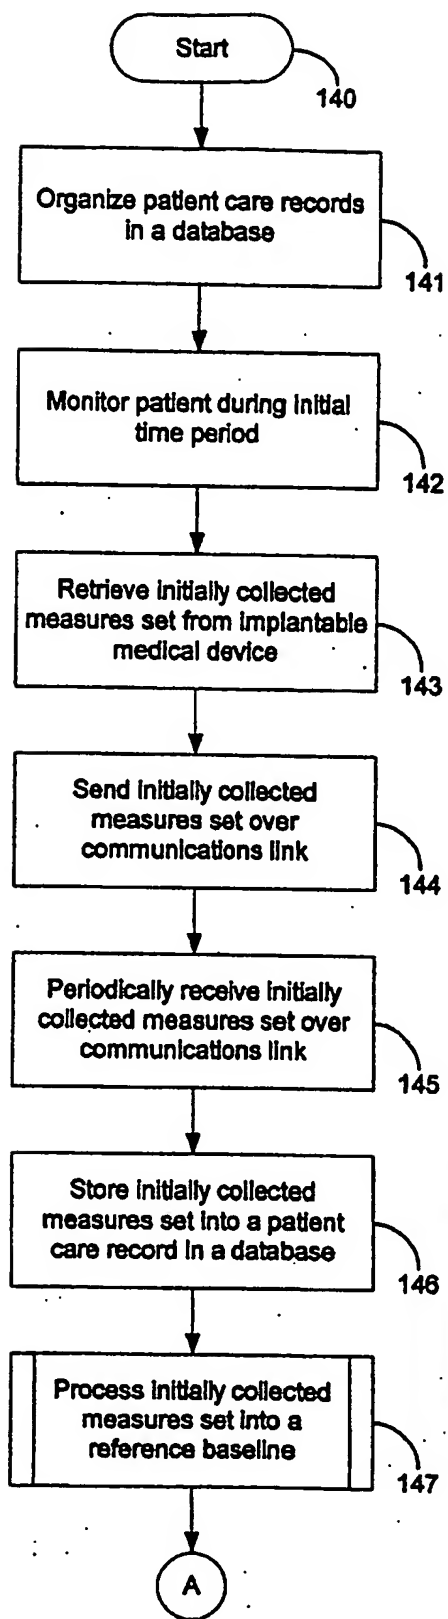 Start
140
Organize patient care records
in a database
141
Monitor patient during initial
time period
142
Retrieve initially collected
measures set from implantable
medical device
143
Send initially collected
measures set over
communications link
144
Periodically receive initially
collected measures set over
communications link
145
Store initially collected
measures set into a patient
care record in a database
146
Process initially collected
measures set into a
reference baseline
147
A